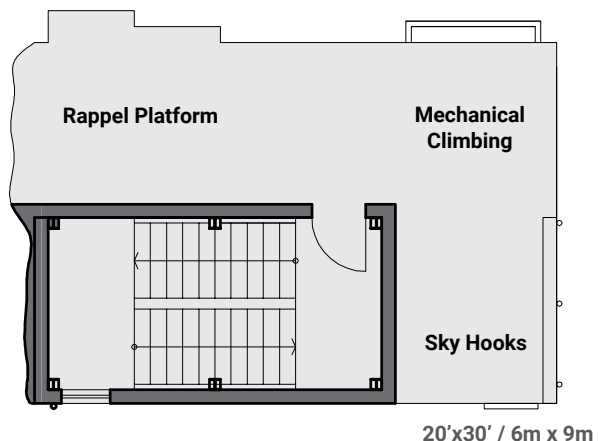 Rappel Platform
Mechanical
Climbing
Sky Hooks
20’x30’ / 6m x 9m